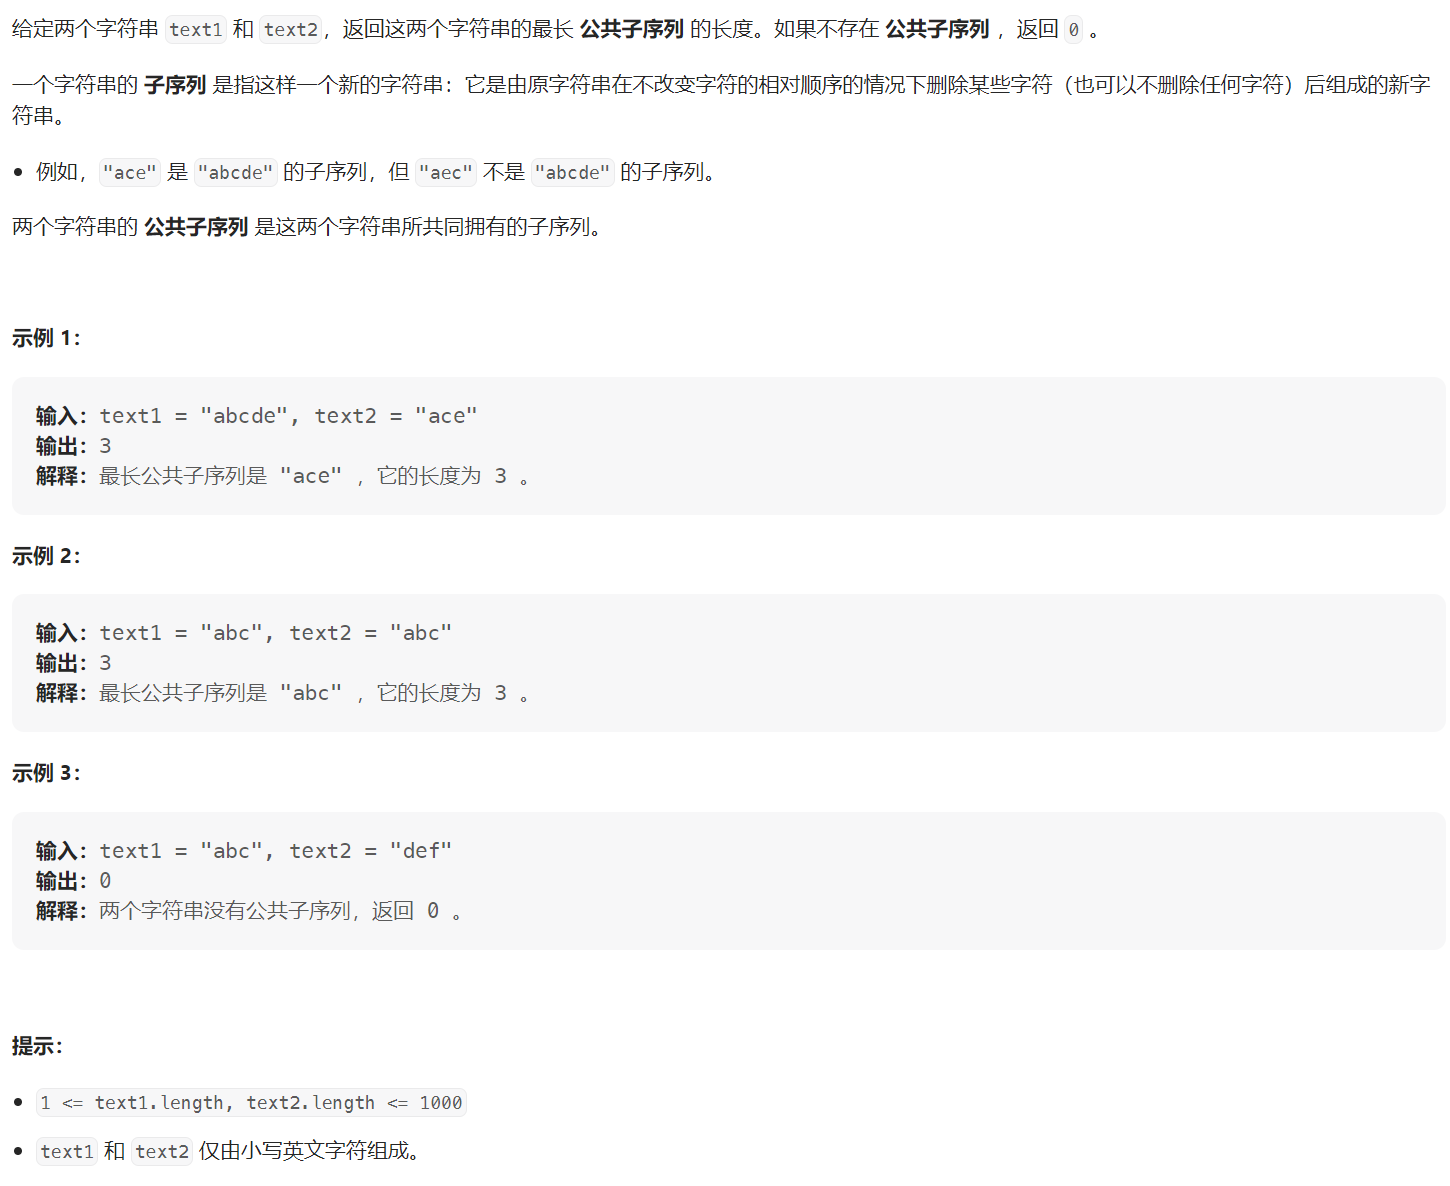 给定两个字符串 text1 和 text2，返回这两个字符串的最长 公共子序列 的长度。如果不存在 公共子序列 ，返回 0 。
一个字符串的 子序列 是指这样一个新的字符串：它是由原字符串在不改变字符的相对顺序的情况下删除某些字符（也可以不删除任何字符）后组成的新字
符串。
• 例如，"ace" 是 "abcde" 的子序列，但 "aec" 不是 "abcde" 的子序列。
两个字符串的 公共子序列 是这两个字符串所共同拥有的子序列。
示例 1：
输入：text1 = "abcde", text2 = "ace"
输出：3
解释：最长公共子序列是 "ace" ，它的长度为 3 。
示例 2：
输入：text1 = "abc", text2 = "abc"
输出：3
解释：最长公共子序列是 "abc" ，它的长度为 3 。
示例 3：
输入：text1 = "abc", text2 = "def"
输出：0
解释：两个字符串没有公共子序列，返回 0 。
提示：
• 1 <= text1.length, text2.length <= 1000
• text1 和 text2 仅由小写英文字符组成。